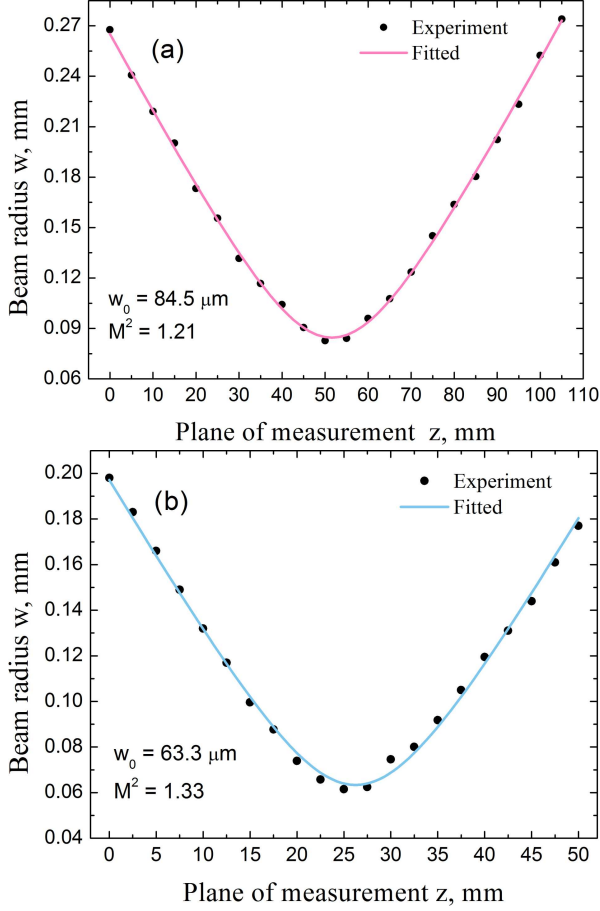 0.27
0.24
0.21
0.18
0.15
0.12
0.09
0.06
Beam radius w, mm
(a)
Experiment
Fitted
w₀ = 84.5 μm
M² = 1.21
0 10 20 30 40 50 60 70 80 90 100 110
Plane of measurement z, mm
0.20
0.18
0.16
0.14
0.12
0.10
0.08
0.06
0.04
Beam radius w, mm
(b)
Experiment
Fitted
w₀ = 63.3 μm
M² = 1.33
0 5 10 15 20 25 30 35 40 45 50
Plane of measurement z, mm